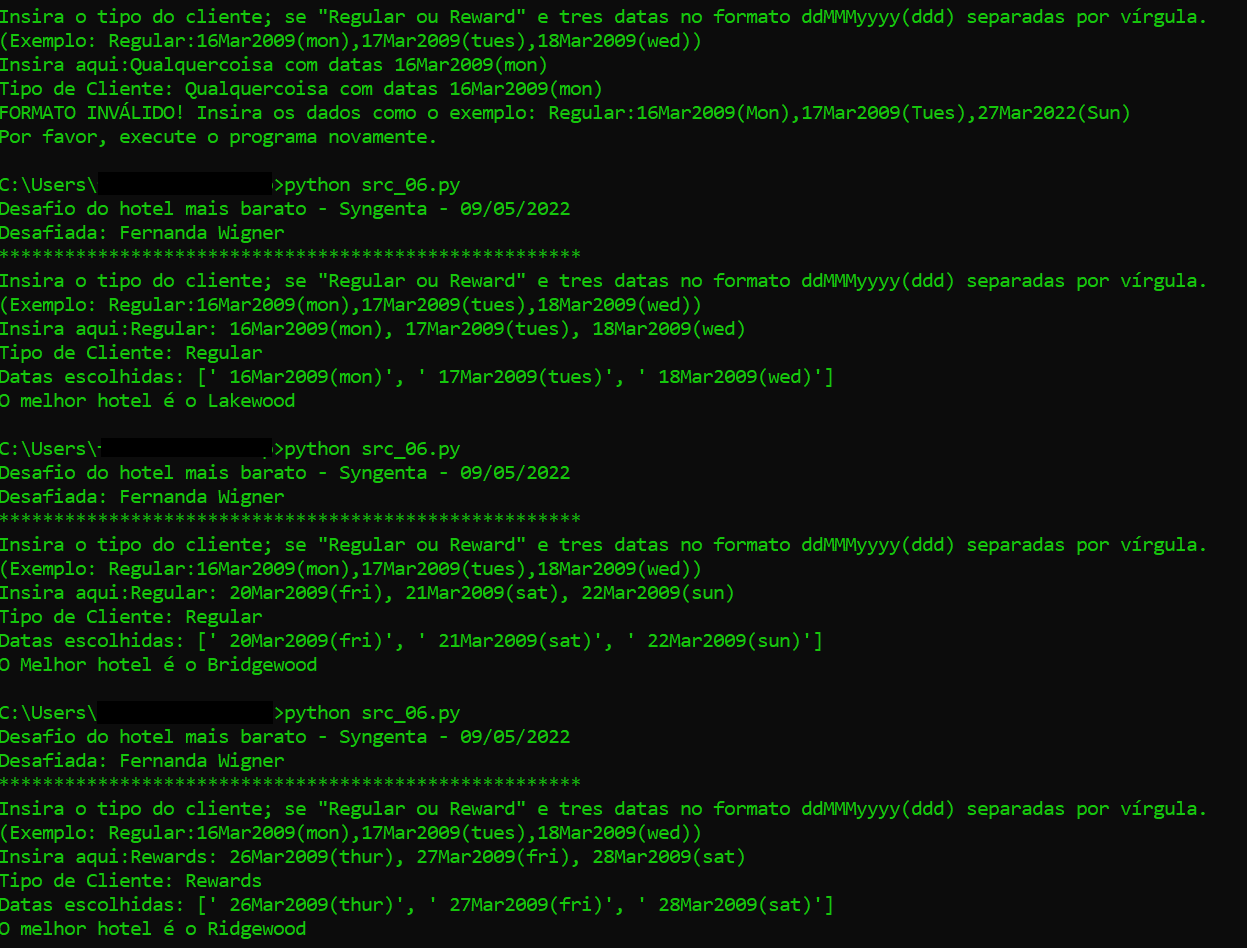 Insira o tipo do cliente; se "Regular ou Reward" e tres datas no formato ddMMMyyyy(ddd) separadas por vírgula.
(Exemplo: Regular:16Mar2009(mon),17Mar2009(tues),18Mar2009(wed))
Insira aqui:Qualquercoisa com datas 16Mar2009(mon)
Tipo de Cliente: Qualquercoisa com datas 16Mar2009(mon)
FORMATO INVÁLIDO! Insira os dados como o exemplo: Regular:16Mar2009(Mon),17Mar2009(Tues),27Mar2022(Sun)
Por favor, execute o programa novamente.
C:\Users\ >python src_06.py
Desafio do hotel mais barato - Syngenta - 09/05/2022
Desafiada: Fernanda Wigner
*****************************************************
Insira o tipo do cliente; se "Regular ou Reward" e tres datas no formato ddMMMyyyy(ddd) separadas por vírgula.
(Exemplo: Regular:16Mar2009(mon),17Mar2009(tues),18Mar2009(wed))
Insira aqui:Regular: 16Mar2009(mon), 17Mar2009(tues), 18Mar2009(wed)
Tipo de Cliente: Regular
Datas escolhidas: [' 16Mar2009(mon)', ' 17Mar2009(tues)', ' 18Mar2009(wed)']
O melhor hotel é o Lakewood
C:\Users\ >python src_06.py
Desafio do hotel mais barato - Syngenta - 09/05/2022
Desafiada: Fernanda Wigner
*****************************************************
Insira o tipo do cliente; se "Regular ou Reward" e tres datas no formato ddMMMyyyy(ddd) separadas por vírgula.
(Exemplo: Regular:16Mar2009(mon),17Mar2009(tues),18Mar2009(wed))
Insira aqui:Regular: 20Mar2009(fri), 21Mar2009(sat), 22Mar2009(sun)
Tipo de Cliente: Regular
Datas escolhidas: [' 20Mar2009(fri)', ' 21Mar2009(sat)', ' 22Mar2009(sun)']
O Melhor hotel é o Bridgewood
C:\Users\ >python src_06.py
Desafio do hotel mais barato - Syngenta - 09/05/2022
Desafiada: Fernanda Wigner
*****************************************************
Insira o tipo do cliente; se "Regular ou Reward" e tres datas no formato ddMMMyyyy(ddd) separadas por vírgula.
(Exemplo: Regular:16Mar2009(mon),17Mar2009(tues),18Mar2009(wed))
Insira aqui:Rewards: 26Mar2009(thur), 27Mar2009(fri), 28Mar2009(sat)
Tipo de Cliente: Rewards
Datas escolhidas: [' 26Mar2009(thur)', ' 27Mar2009(fri)', ' 28Mar2009(sat)']
O melhor hotel é o Ridgewood